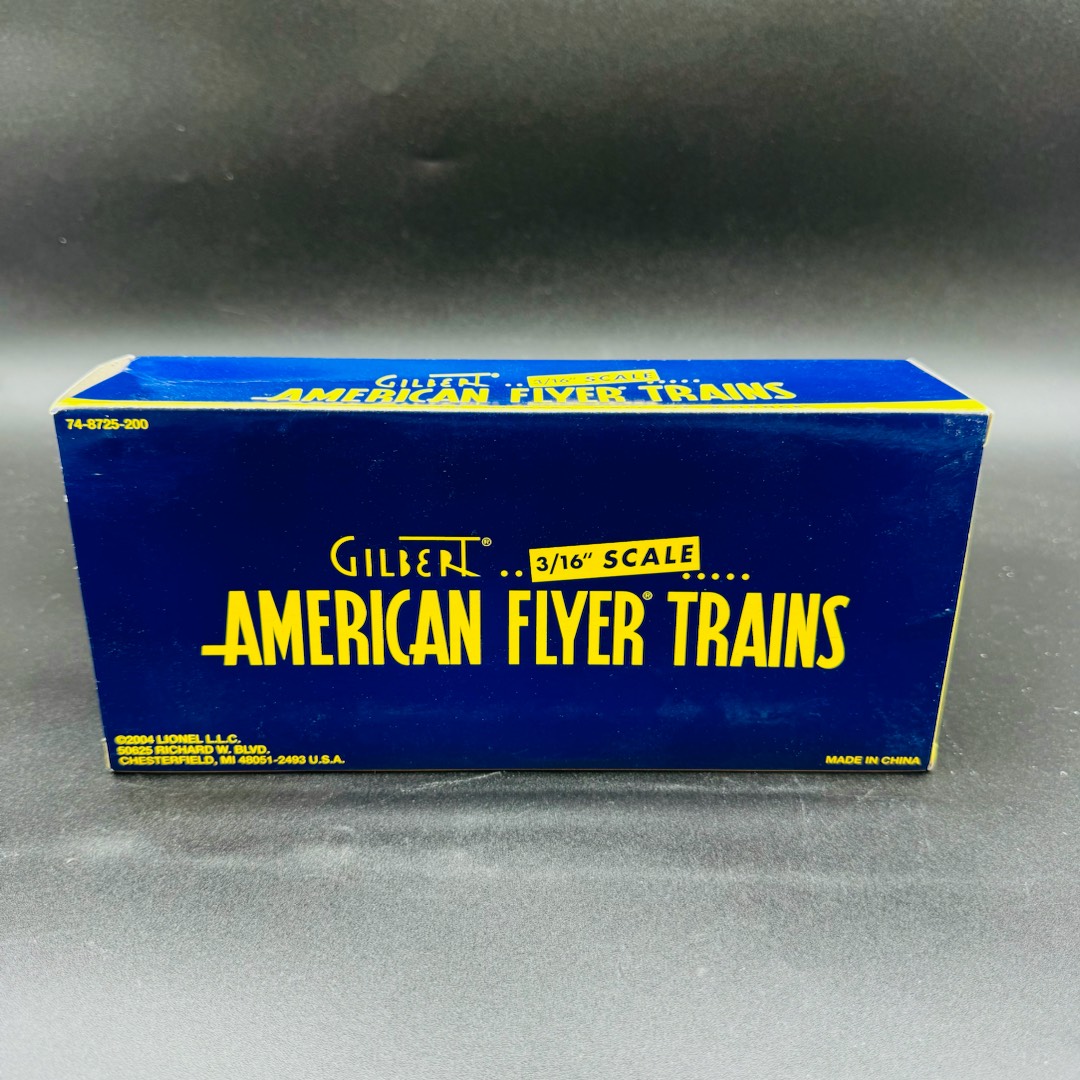 GILBERT ..3/16" SCALE.....
AMERICAN FLYER® TRAINS
74-8725-200
GILBERT® ..3/16" SCALE.....
AMERICAN FLYER® TRAINS
©2004 LIONEL L.L.C.
50625 RICHARD W. BLVD.
CHESTERFIELD, MI 48051-2493 U.S.A.
MADE IN CHINA